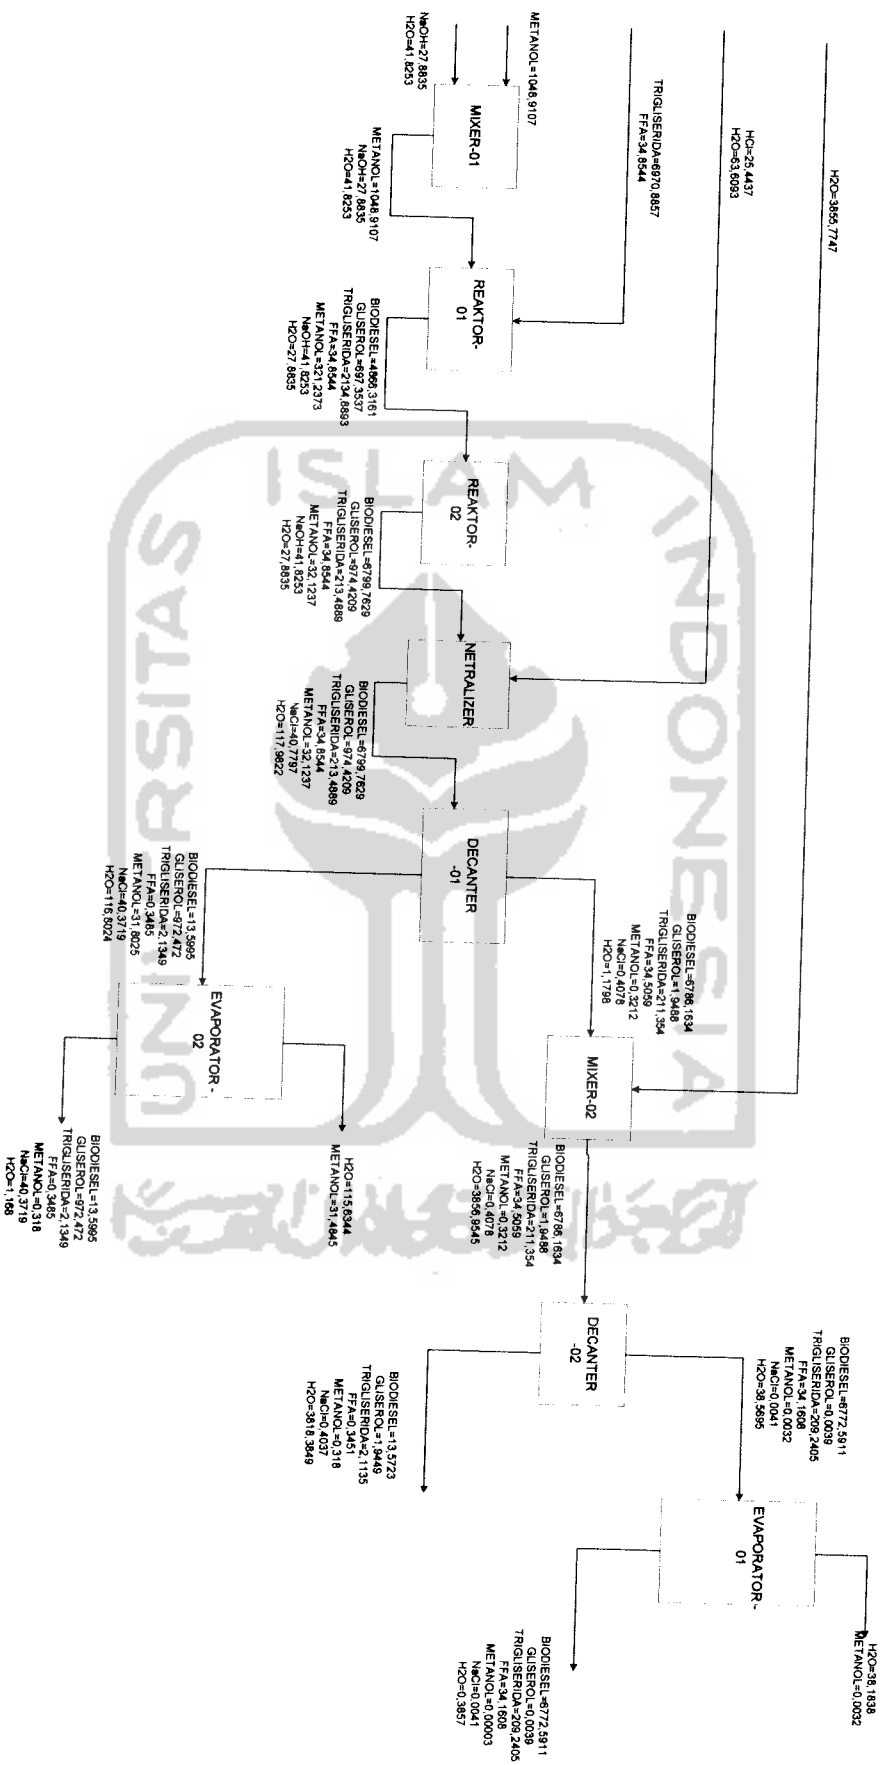 H2O=3855,7747
HCl=25,4437
H2O=63,6093
TRIGLISERIDA=6970,8857
FFA=34,8544
METANOL=1048,9107
NaOH=27,8835
H2O=41,8253
MIXER-01
METANOL=1048,9107
NaOH=27,8835
H2O=41,8253
REAKTOR-
01
BIODIESEL=4866,3161
GLISEROL=697,3537
TRIGLISERIDA=2134,8893
FFA=34,8544
METANOL=321,2373
NaOH=41,8253
H2O=27,8835
REAKTOR-
02
BIODIESEL=6799,7629
GLISEROL=974,4209
TRIGLISERIDA=213,4889
FFA=34,8544
METANOL=32,1237
NaOH=41,8253
H2O=27,8835
NETRALIZER
BIODIESEL=6799,7629
GLISEROL=974,4209
TRIGLISERIDA=213,4889
FFA=34,8544
METANOL=32,1237
NaCl=40,7797
H2O=117,9822
DECANTER
-01
BIODIESEL=6786,1634
GLISEROL=1,9488
TRIGLISERIDA=211,354
FFA=34,5059
METANOL=0,3212
NaCl=0,4078
H2O=1,1798
BIODIESEL=13,5995
GLISEROL=972,472
TRIGLISERIDA=2,1349
FFA=0,3485
METANOL=31,8025
NaCl=40,3719
H2O=116,8024
EVAPORATOR -
02
H2O=115,6344
METANOL=31,4845
BIODIESEL=13,5995
GLISEROL=972,472
TRIGLISERIDA=2,1349
FFA=0,3485
METANOL=0,318
NaCl=40,3719
H2O=1,168
MIXER-02
BIODIESEL=6786,1634
GLISEROL=1,9488
TRIGLISERIDA=211,354
FFA=34,5059
METANOL=0,3212
NaCl=0,4078
H2O=3856,9545
DECANTER
-02
BIODIESEL=6772,5911
GLISEROL=0,0039
TRIGLISERIDA=209,2405
FFA=34,1608
METANOL=0,0032
NaCl=0,0041
H2O=38,5695
BIODIESEL=13,5723
GLISEROL=1,9449
TRIGLISERIDA=2,1135
FFA=0,3451
METANOL=0,318
NaCl=0,4037
H2O=3818,3849
EVAPORATOR -
01
H2O=38,1838
METANOL=0,0032
BIODIESEL=6772,5911
GLISEROL=0,0039
TRIGLISERIDA=209,2405
FFA=34,1608
METANOL=0,00003
NaCl=0,0041
H2O=0,3857
UNIVERSITAS
ISLAM
INDONESIA